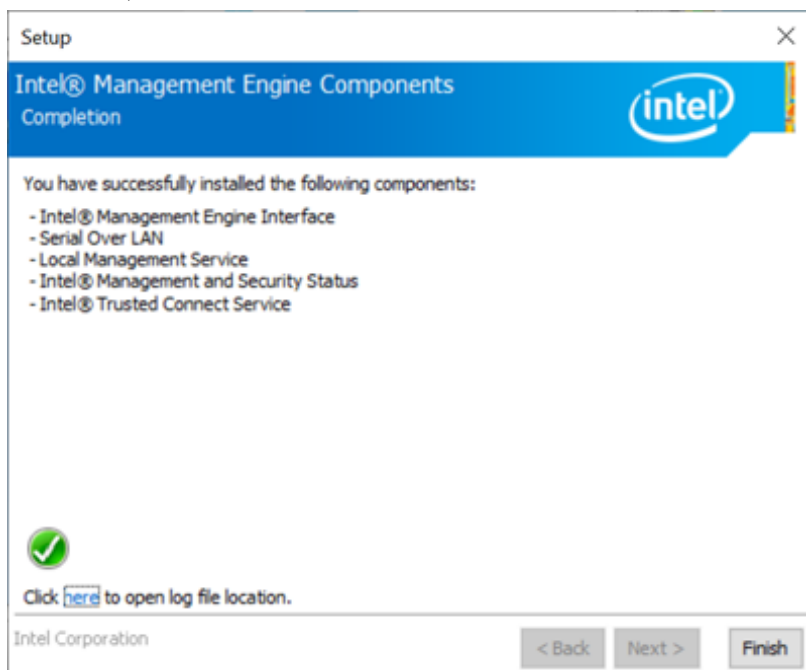 Setup
Intel® Management Engine Components
Completion
intel
You have successfully installed the following components:
- Intel® Management Engine Interface
- Serial Over LAN
- Local Management Service
- Intel® Management and Security Status
- Intel® Trusted Connect Service
Click here to open log file location.
Intel Corporation
< Back Next > Finish